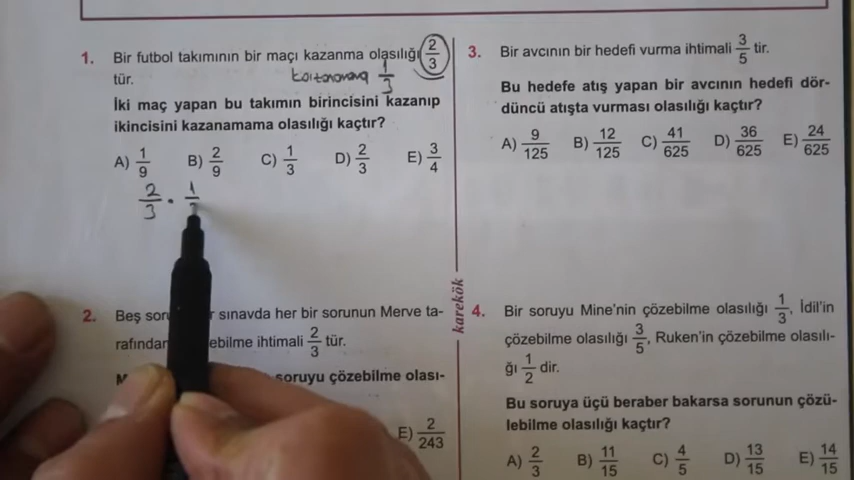 1. Bir futbol takımının bir maçı kazanma olasılığı 2/3
tür.
kazanamama 1/3
İki maç yapan bu takımın birincisini kazanıp
ikincisini kazanamama olasılığı kaçtır?
A) 1/9 B) 2/9 C) 1/3 D) 2/3 E) 3/4
2/3 . 1/
2. Beş sınavda her bir sorunun Merve ta-
rafından ebilme ihtimali 2/3 tür.
soruyu çözebilme olası-
E) 2/243
karekök
3. Bir avcının bir hedefi vurma ihtimali 3/5 tir.
Bu hedefe atış yapan bir avcının hedefi dör-
düncü atışta vurması olasılığı kaçtır?
A) 9/125 B) 12/125 C) 41/625 D) 36/625 E) 24/625
4. Bir soruyu Mine'nin çözebilme olasılığı 1/3, İdil'in
çözebilme olasılığı 3/5, Ruken'in çözebilme olasılı-
ğı 1/2 dir.
Bu soruya üçü beraber bakarsa sorunun çözü-
lebilme olasılığı kaçtır?
A) 2/3 B) 11/15 C) 4/5 D) 13/15 E) 14/15